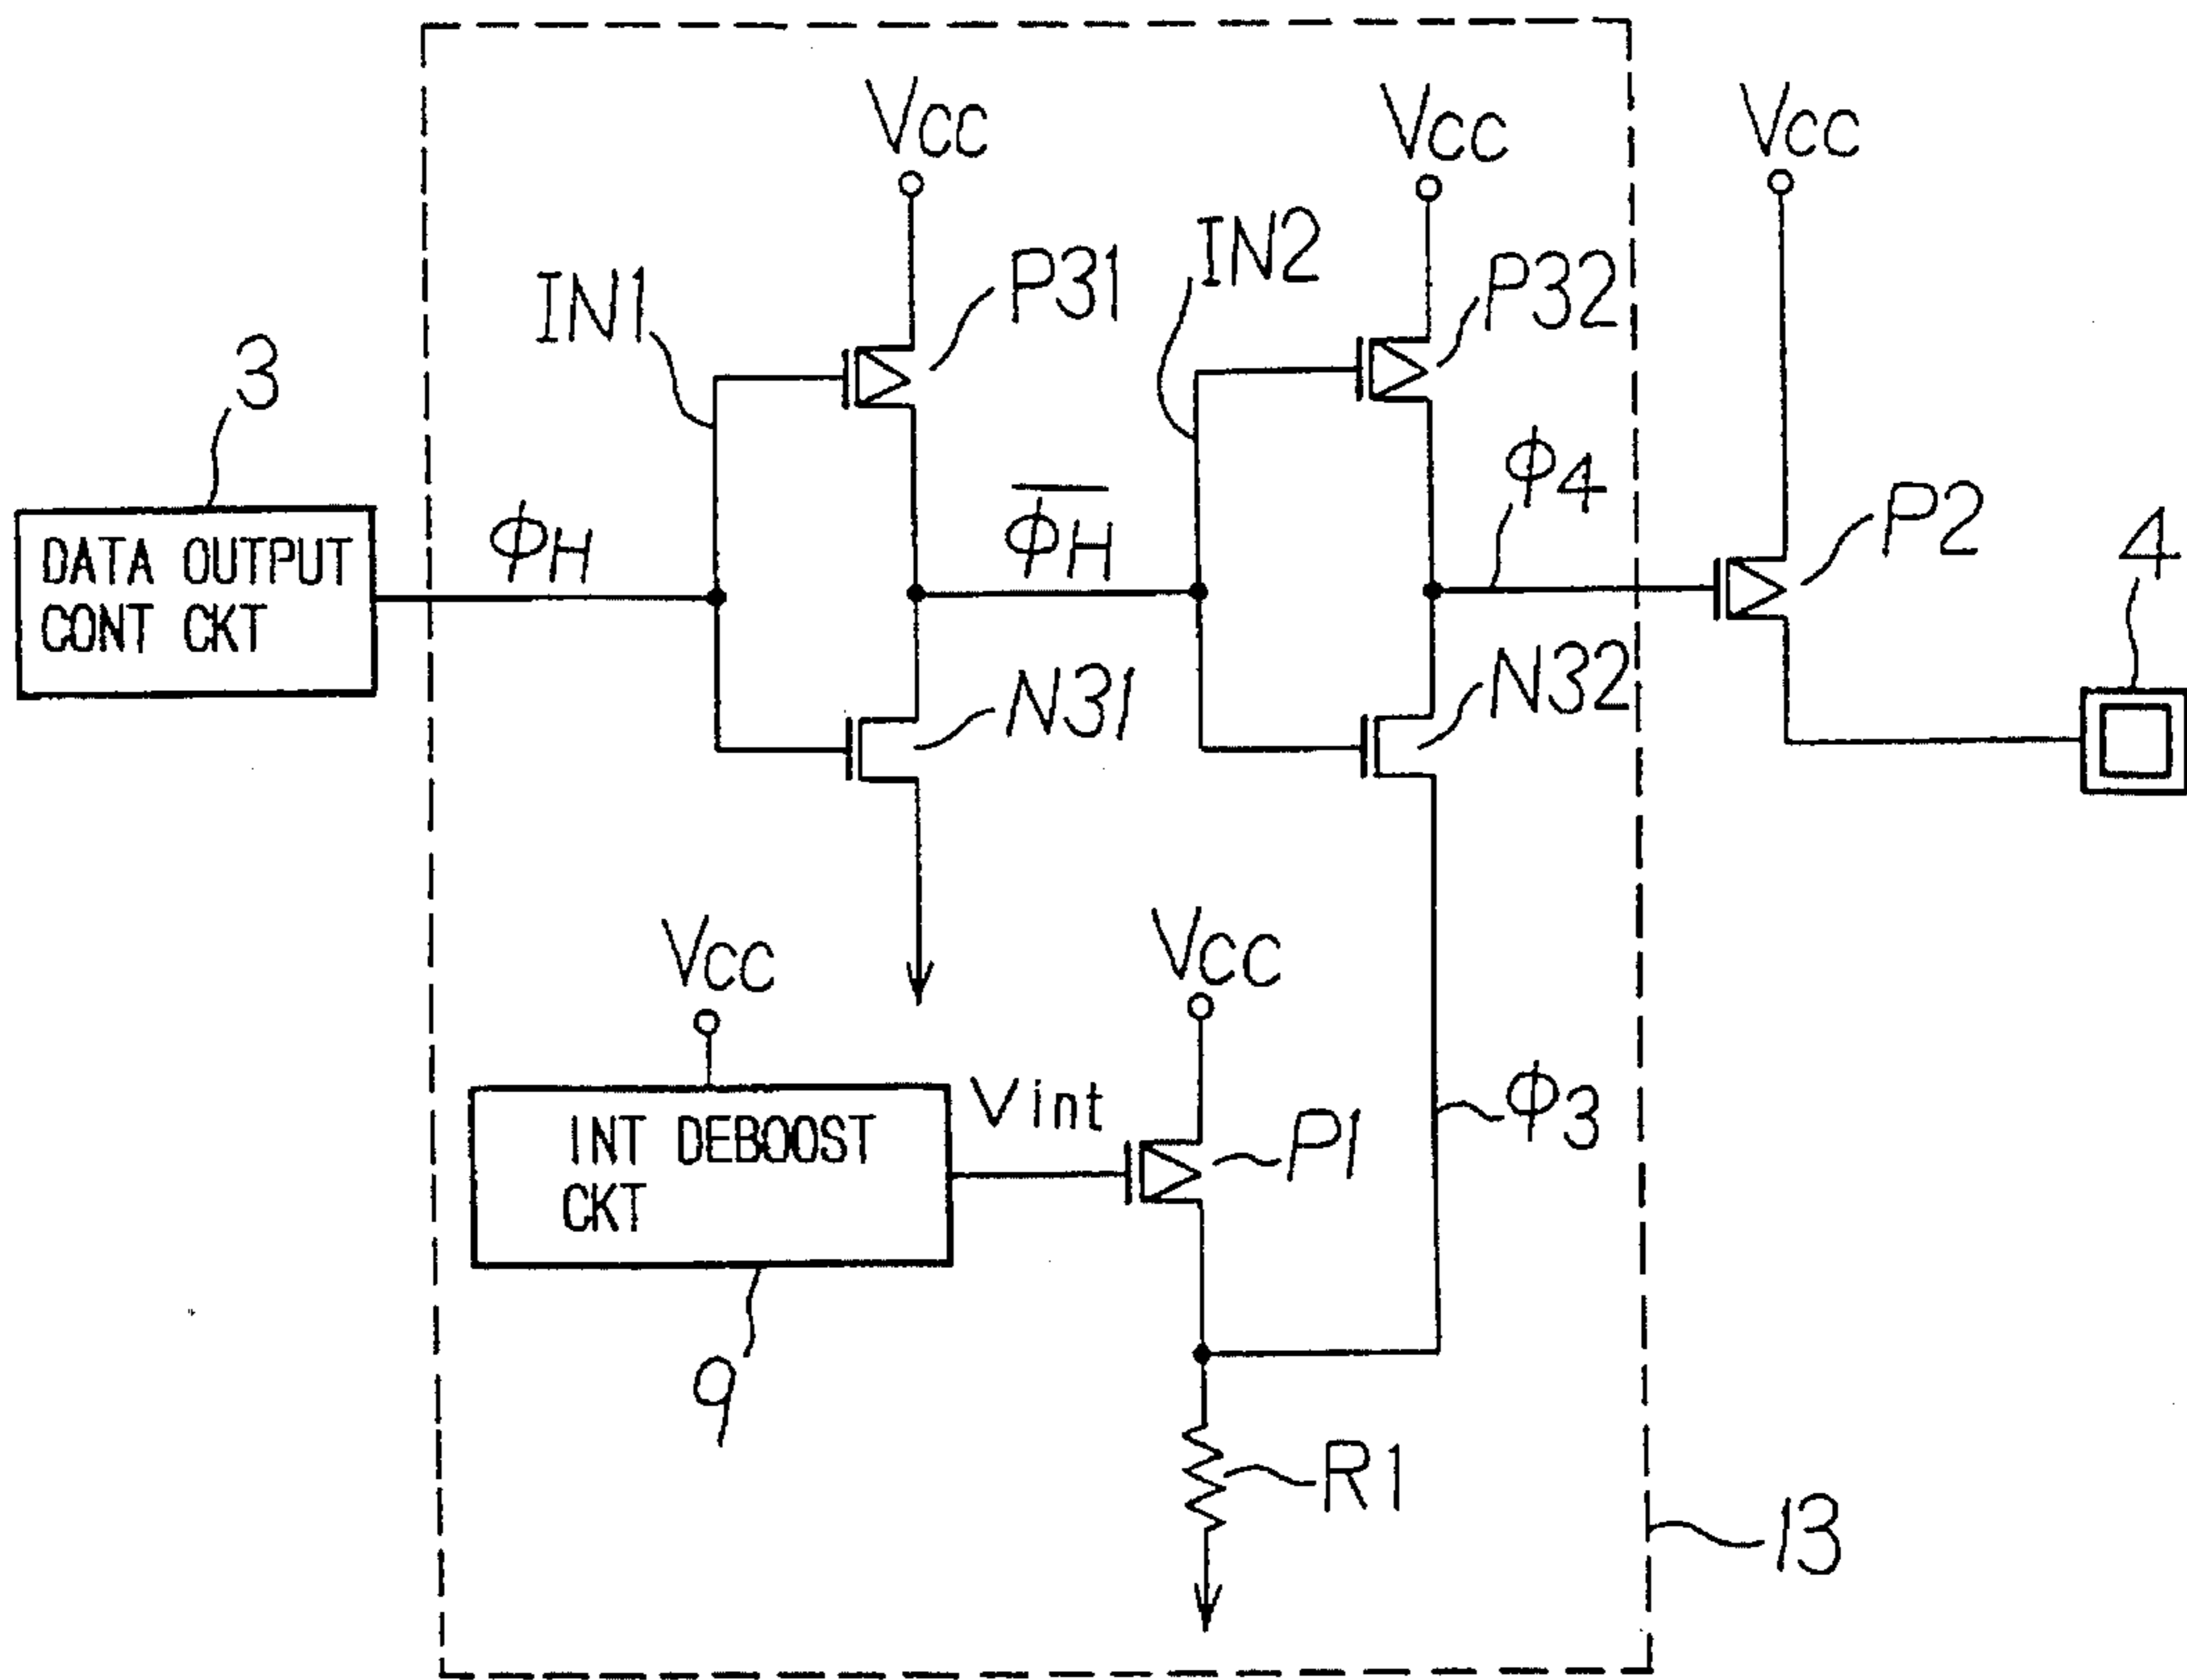 VCC
VCC
VCC
IN1
P31
IN2
P32
3
DATA OUTPUT
CONT CKT
ϕH
ϕ̅H̅
ϕ4
P2
4
N31
N32
VCC
VCC
INT DEBOOST
CKT
Vint
P1
ϕ3
9
R1
13